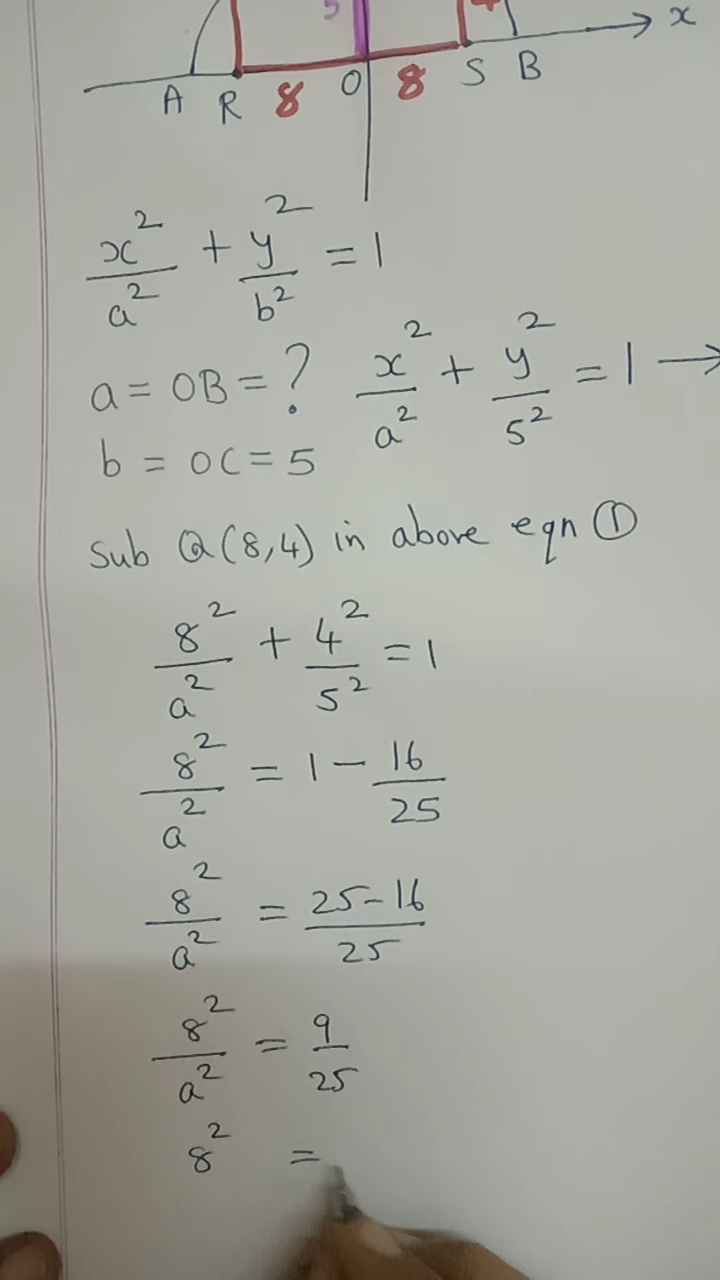 5 4
x
A R 8 O 8 S B
x²/a² + y²/b² = 1
a = OB = ? x²/a² + y²/5² = 1 →
b = OC = 5
Sub Q(8,4) in above eqn ①
8²/a² + 4²/5² = 1
8²/a² = 1 - 16/25
8²/a² = 25-16/25
8²/a² = 9/25
8² =